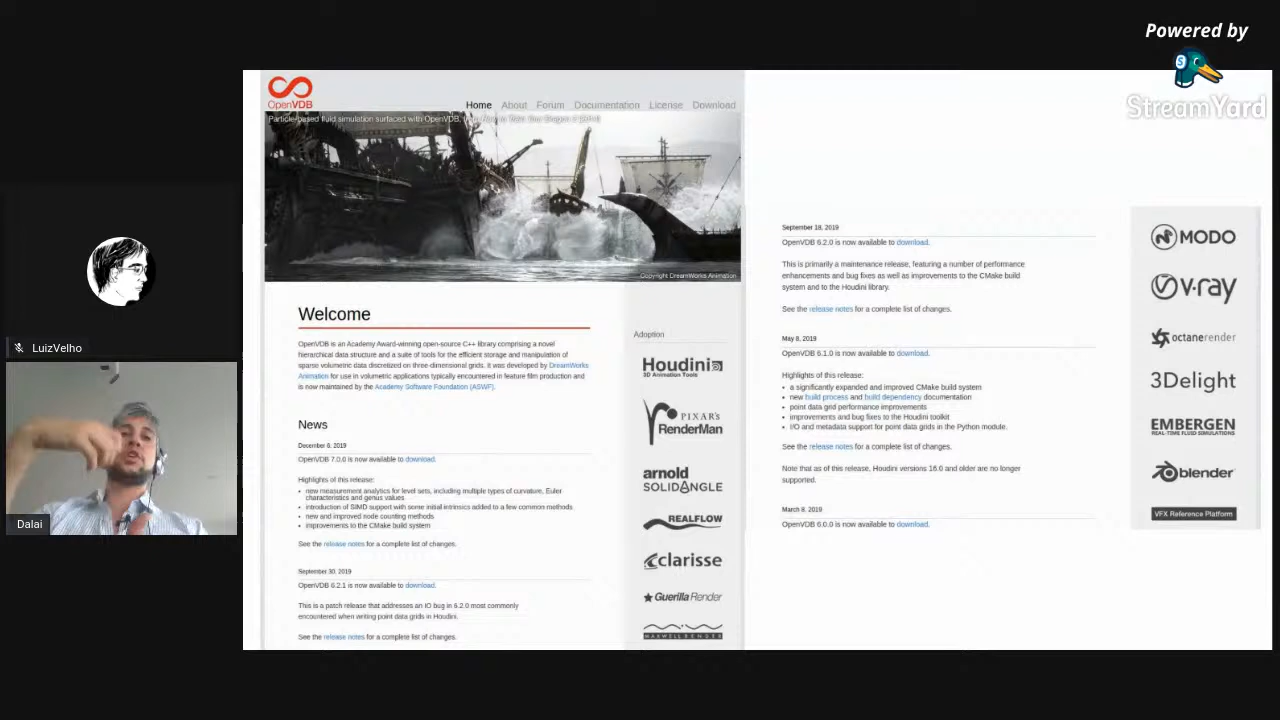 Powered by
StreamYard
LuizVelho
Dalai
OpenVDB
Home About Forum Documentation License Download
Particle-based fluid simulation surfaced with OpenVDB,
Copyright DreamWorks Animation
Welcome
OpenVDB is an Academy Award-winning open-source C++ library comprising a novel
hierarchical data structure and a suite of tools for the efficient storage and manipulation of
sparse volumetric data discretized on three-dimensional grids. It was developed by DreamWorks
Animation for use in volumetric applications typically encountered in feature film production and
is now maintained by the Academy Software Foundation (ASWF).
News
December 6, 2019
OpenVDB 7.0.0 is now available to download.
Highlights of this release:
• new measurement analytics for level sets, including multiple types of curvature, Euler
characteristics and genus values
• introduction of SIMD support with some initial intrinsics added to a few common methods
• new and improved node counting methods
• improvements to the CMake build system
See the release notes for a complete list of changes.
September 30, 2019
OpenVDB 6.2.1 is now available to download.
This is a patch release that addresses an IO bug in 6.2.0 most commonly
encountered when writing point data grids in Houdini.
See the release notes for a complete list of changes.
Adoption
Houdini
3D Animation Tools
PIXAR'S
RenderMan
arnold
SOLIDANGLE
REALFLOW
clarisse
Guerilla Render
MAXWELL RENDER
September 18, 2019
OpenVDB 6.2.0 is now available to download.
This is primarily a maintenance release, featuring a number of performance
enhancements and bug fixes as well as improvements to the CMake build
system and to the Houdini library.
See the release notes for a complete list of changes.
May 8, 2019
OpenVDB 6.1.0 is now available to download.
Highlights of this release:
• a significantly expanded and improved CMake build system
• new build process and build dependency documentation
• point data grid performance improvements
• improvements and bug fixes to the Houdini toolkit
• I/O and metadata support for point data grids in the Python module.
See the release notes for a complete list of changes.
Note that as of this release, Houdini versions 16.0 and older are no longer
supported.
March 8, 2019
OpenVDB 6.0.0 is now available to download.
MODO
v·ray
octanerender
3Delight
EMBERGEN
REAL-TIME FLUID SIMULATIONS
blender
VFX Reference Platform